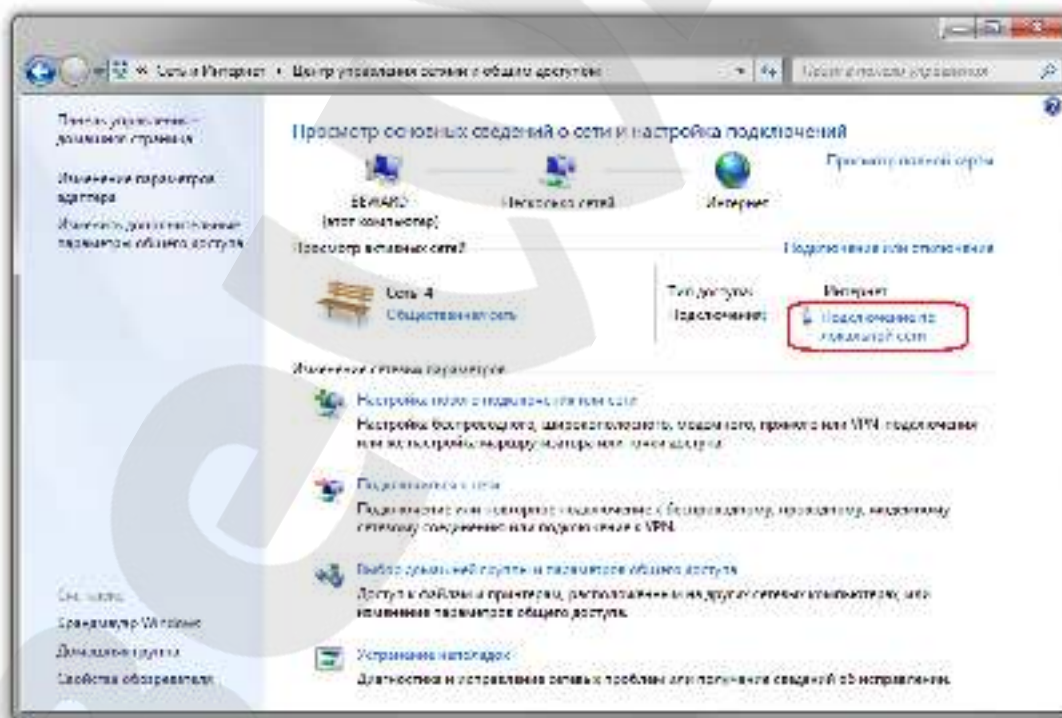 « Сеть и Интернет ▸ Центр управления сетями и общим доступом
Поиск в панели управления
Панель управления -
домашняя страница
Изменение параметров
адаптера
Изменить дополнительные
параметры общего доступа
Просмотр основных сведений о сети и настройка подключений
Просмотр полной карты
BEWARD
(этот компьютер)
Несколько сетей
Интернет
Просмотр активных сетей
Подключение или отключение
Сеть 4
Общественная сеть
Тип доступа: Интернет
Подключения: Подключение по
локальной сети
Изменение сетевых параметров
Настройка нового подключения или сети
Настройка беспроводного, широкополосного, модемного, прямого или VPN-подключения
или же настройка маршрутизатора или точки доступа.
Подключиться к сети
Подключение или повторное подключение к беспроводному, проводному, модемному
сетевому соединению или подключение к VPN.
Выбор домашней группы и параметров общего доступа
Доступ к файлам и принтерам, расположенным на других сетевых компьютерах, или
изменение параметров общего доступа.
Устранение неполадок
Диагностика и исправление сетевых проблем или получение сведений об исправлении.
См. также
Брандмауэр Windows
Домашняя группа
Свойства обозревателя